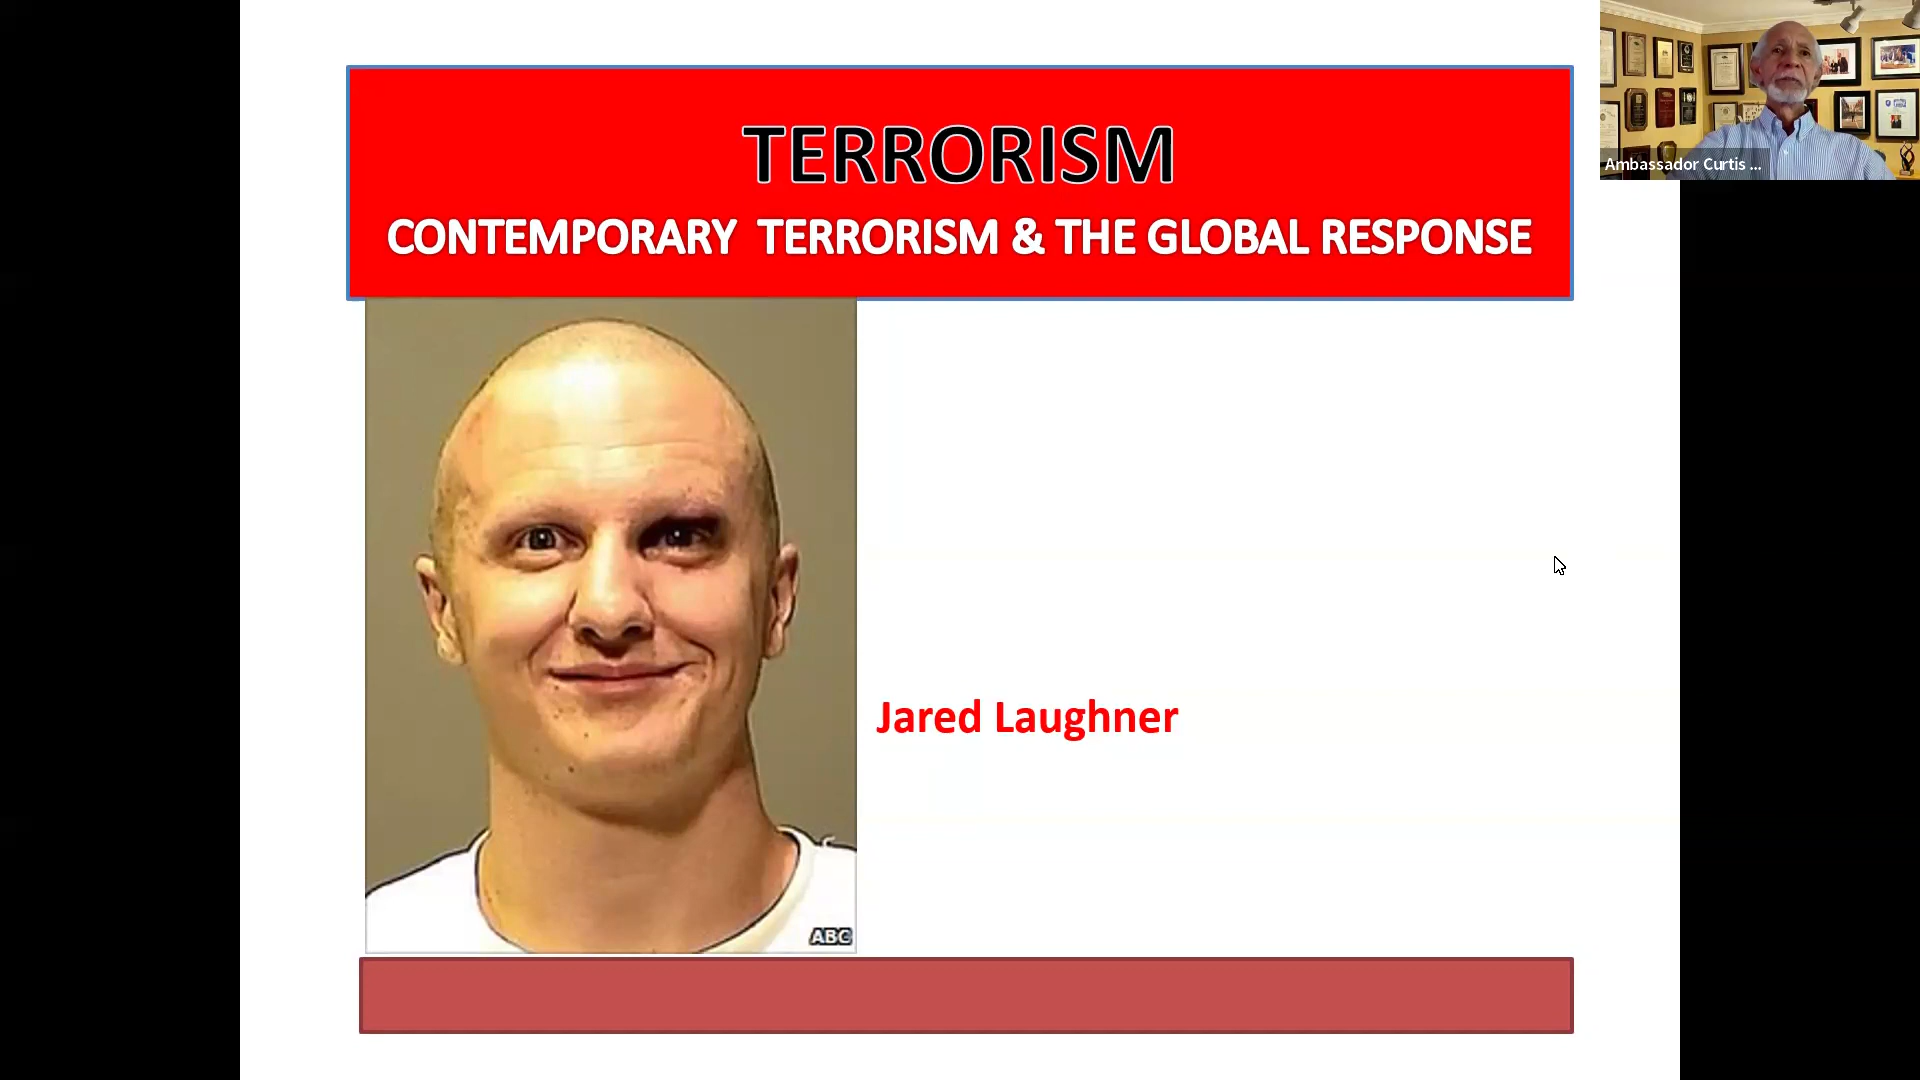 TERRORISM
CONTEMPORARY TERRORISM & THE GLOBAL RESPONSE
Ambassador Curtis ...
Jared Laughner
ABC